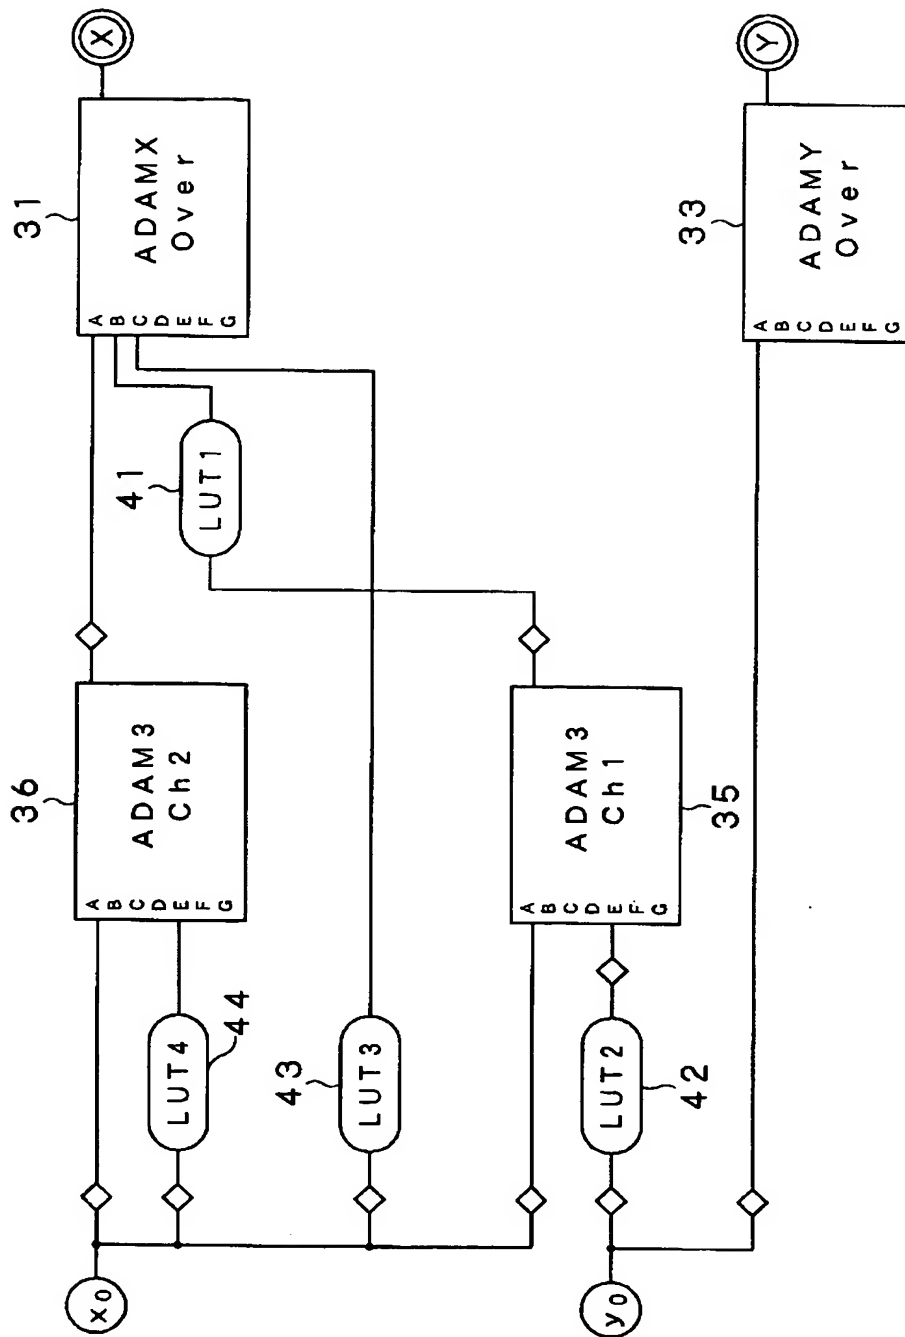 36
31
x0
A
B
C
D
E
F
G
ADAM3
Ch2
A
B
C
D
E
F
G
ADAMX
Over
X
LUT4
44
41
LUT1
43
LUT3
A
B
C
D
E
F
G
ADAM3
Ch1
y0
LUT2
42
35
33
A
B
C
D
E
F
G
ADAMY
Over
Y